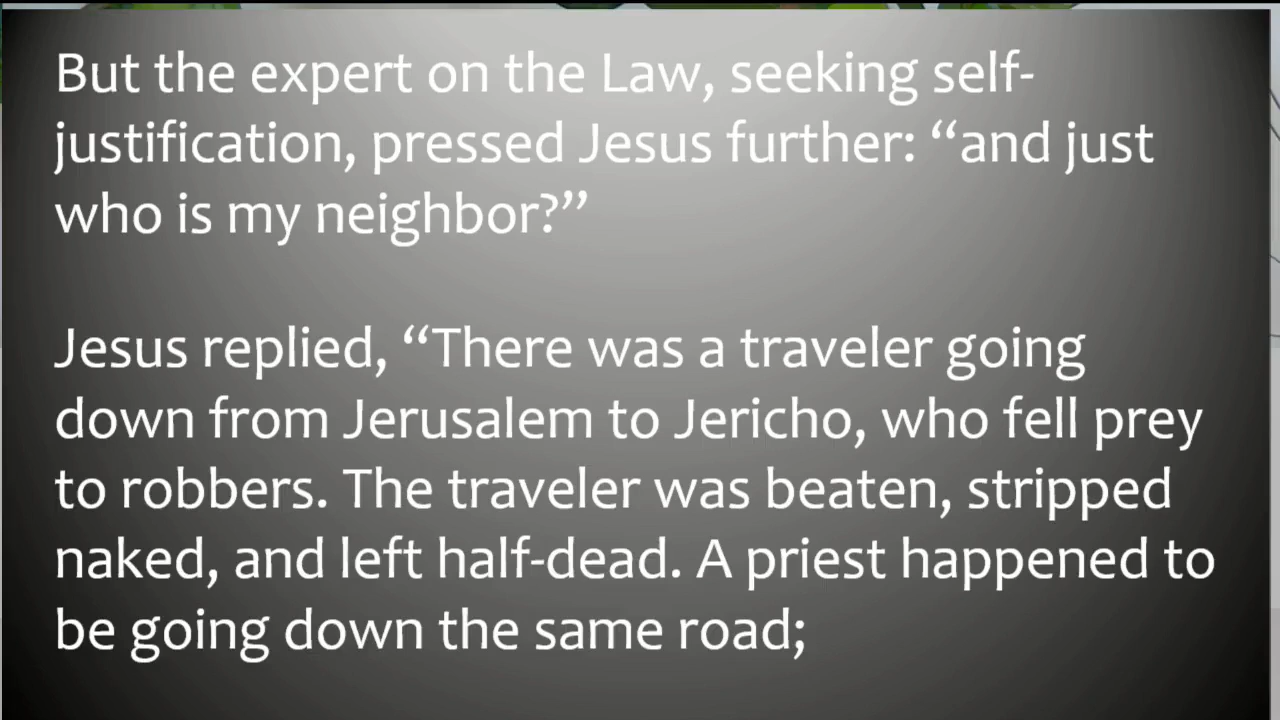 But the expert on the Law, seeking self-
justification, pressed Jesus further: “and just
who is my neighbor?”
Jesus replied, “There was a traveler going
down from Jerusalem to Jericho, who fell prey
to robbers. The traveler was beaten, stripped
naked, and left half-dead. A priest happened to
be going down the same road;